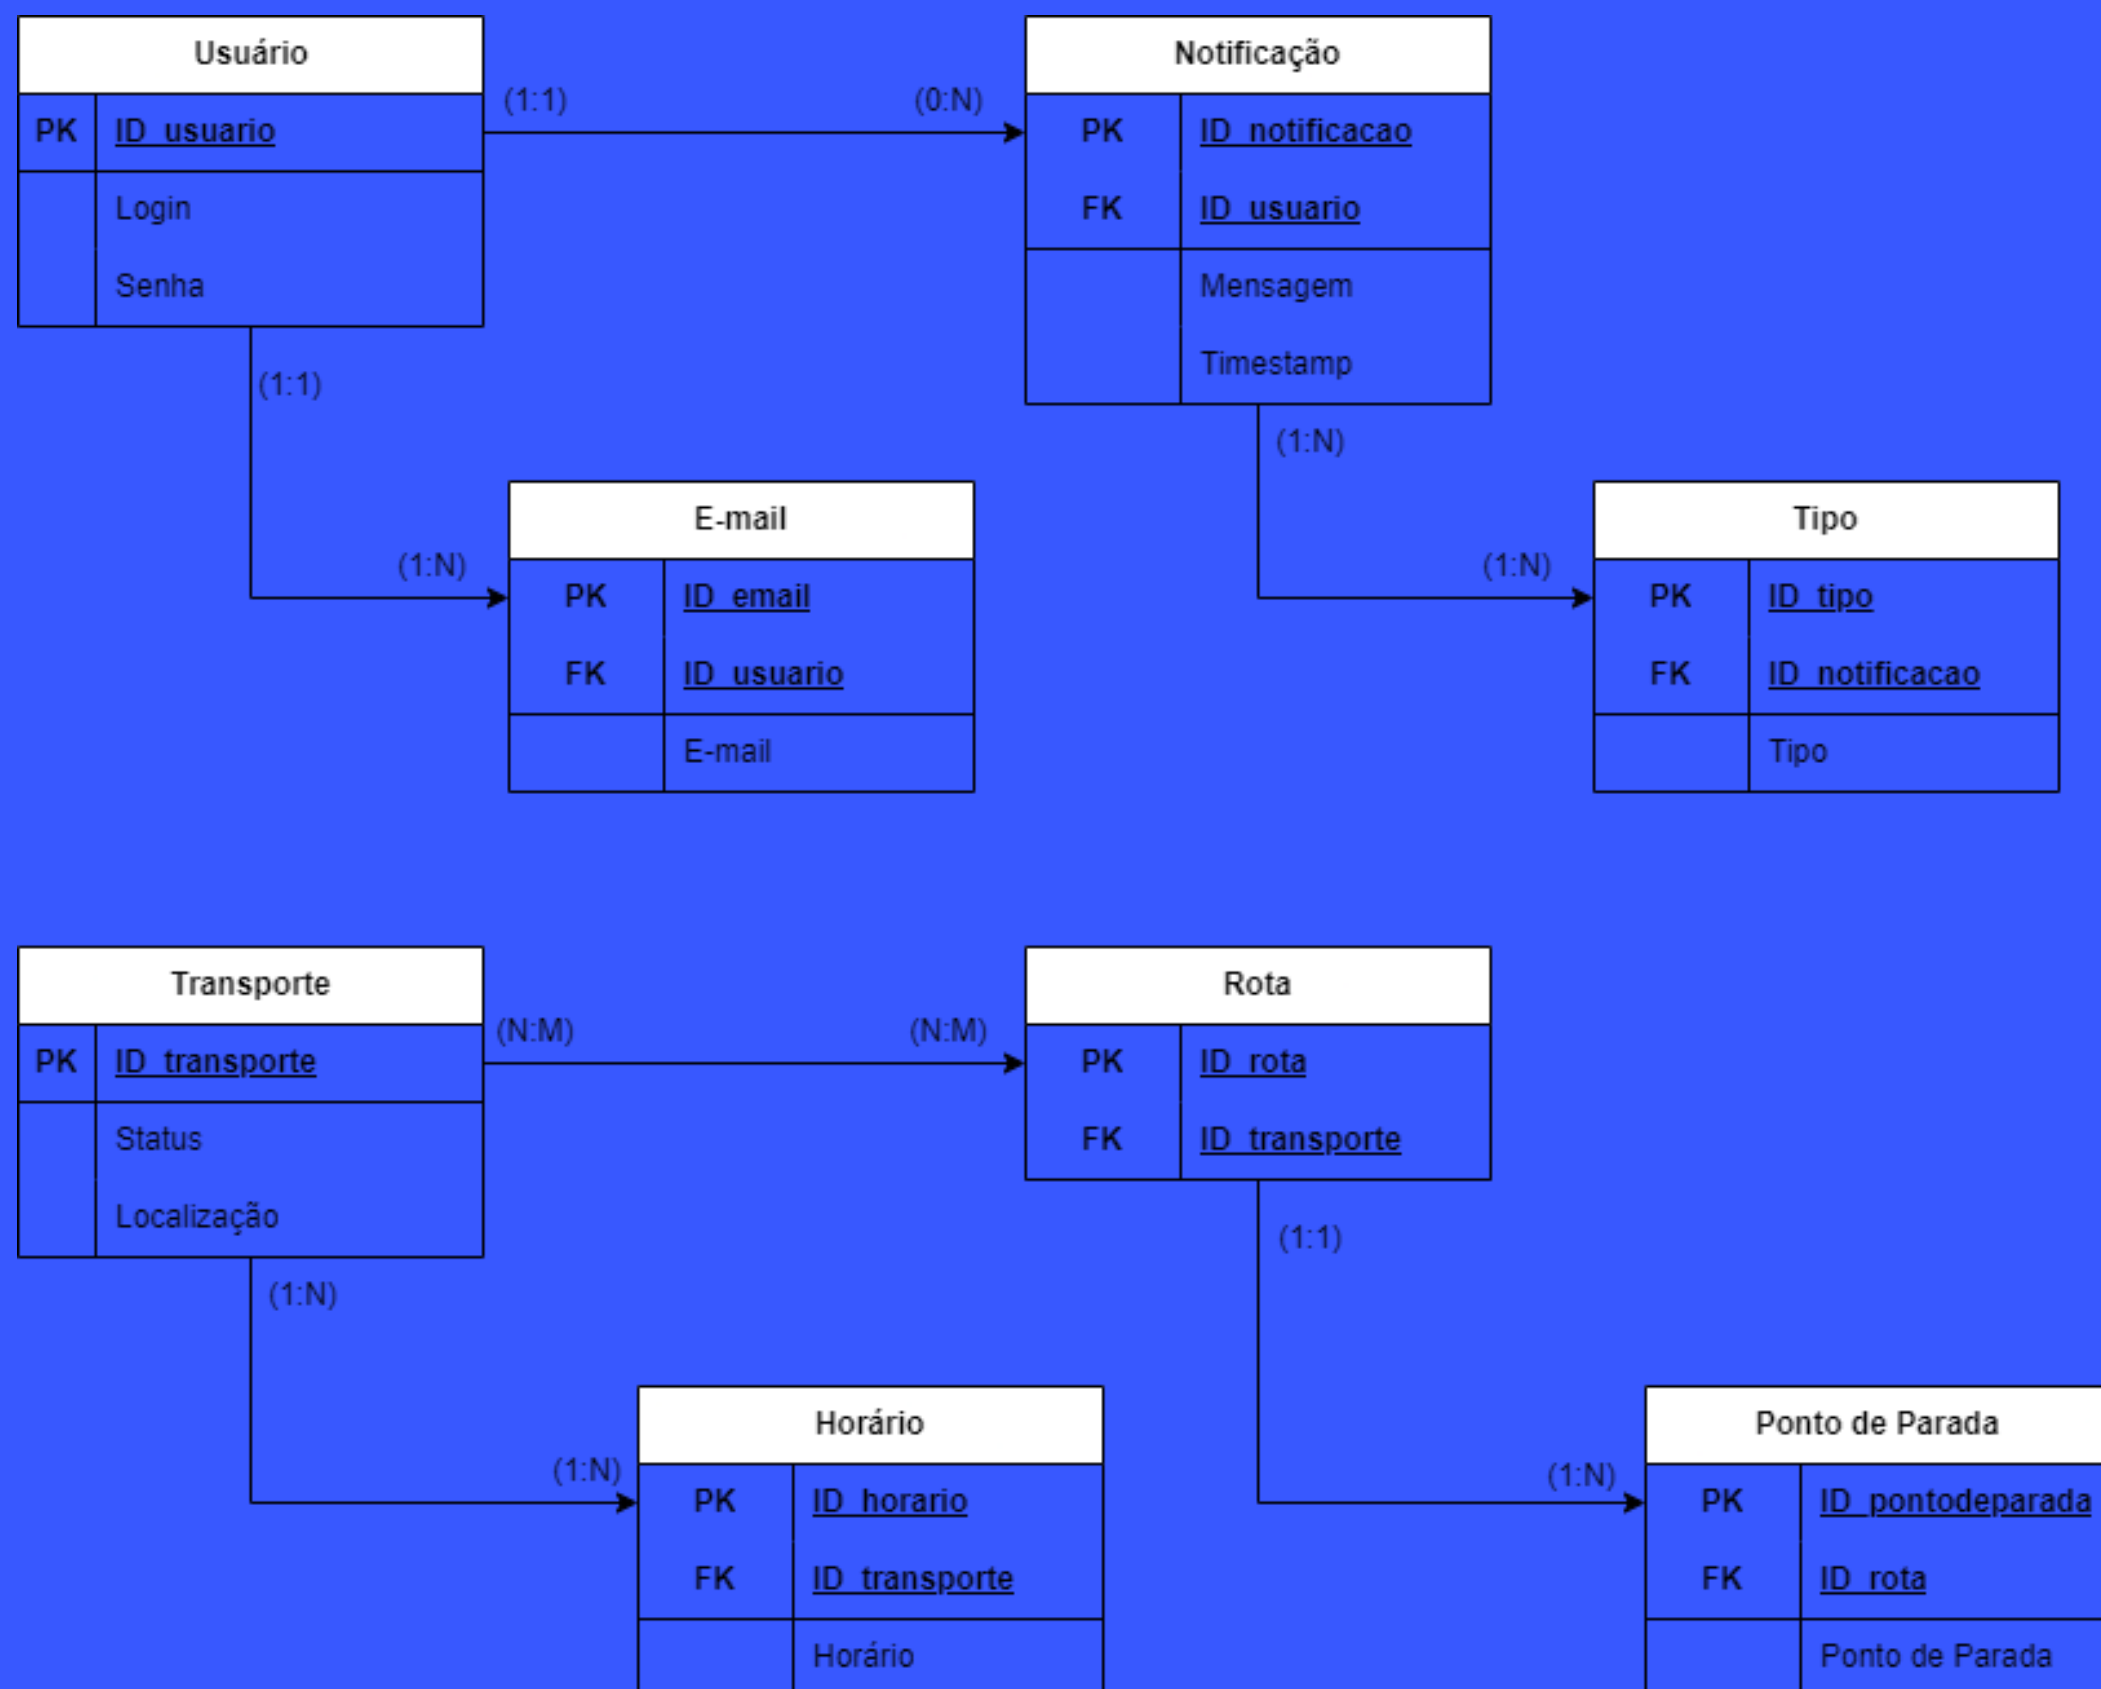 Usuário
PK ID_usuario
Login
Senha
(1:1) (0:N)
Notificação
PK ID_notificacao
FK ID_usuario
Mensagem
Timestamp
(1:1)
(1:N)
E-mail
PK ID_email
FK ID_usuario
E-mail
(1:N)
(1:N)
Tipo
PK ID_tipo
FK ID_notificacao
Tipo
Transporte
PK ID_transporte
Status
Localização
(N:M) (N:M)
Rota
PK ID_rota
FK ID_transporte
(1:N)
(1:N)
Horário
PK ID_horario
FK ID_transporte
Horário
(1:1)
(1:N)
Ponto de Parada
PK ID_pontodeparada
FK ID_rota
Ponto de Parada